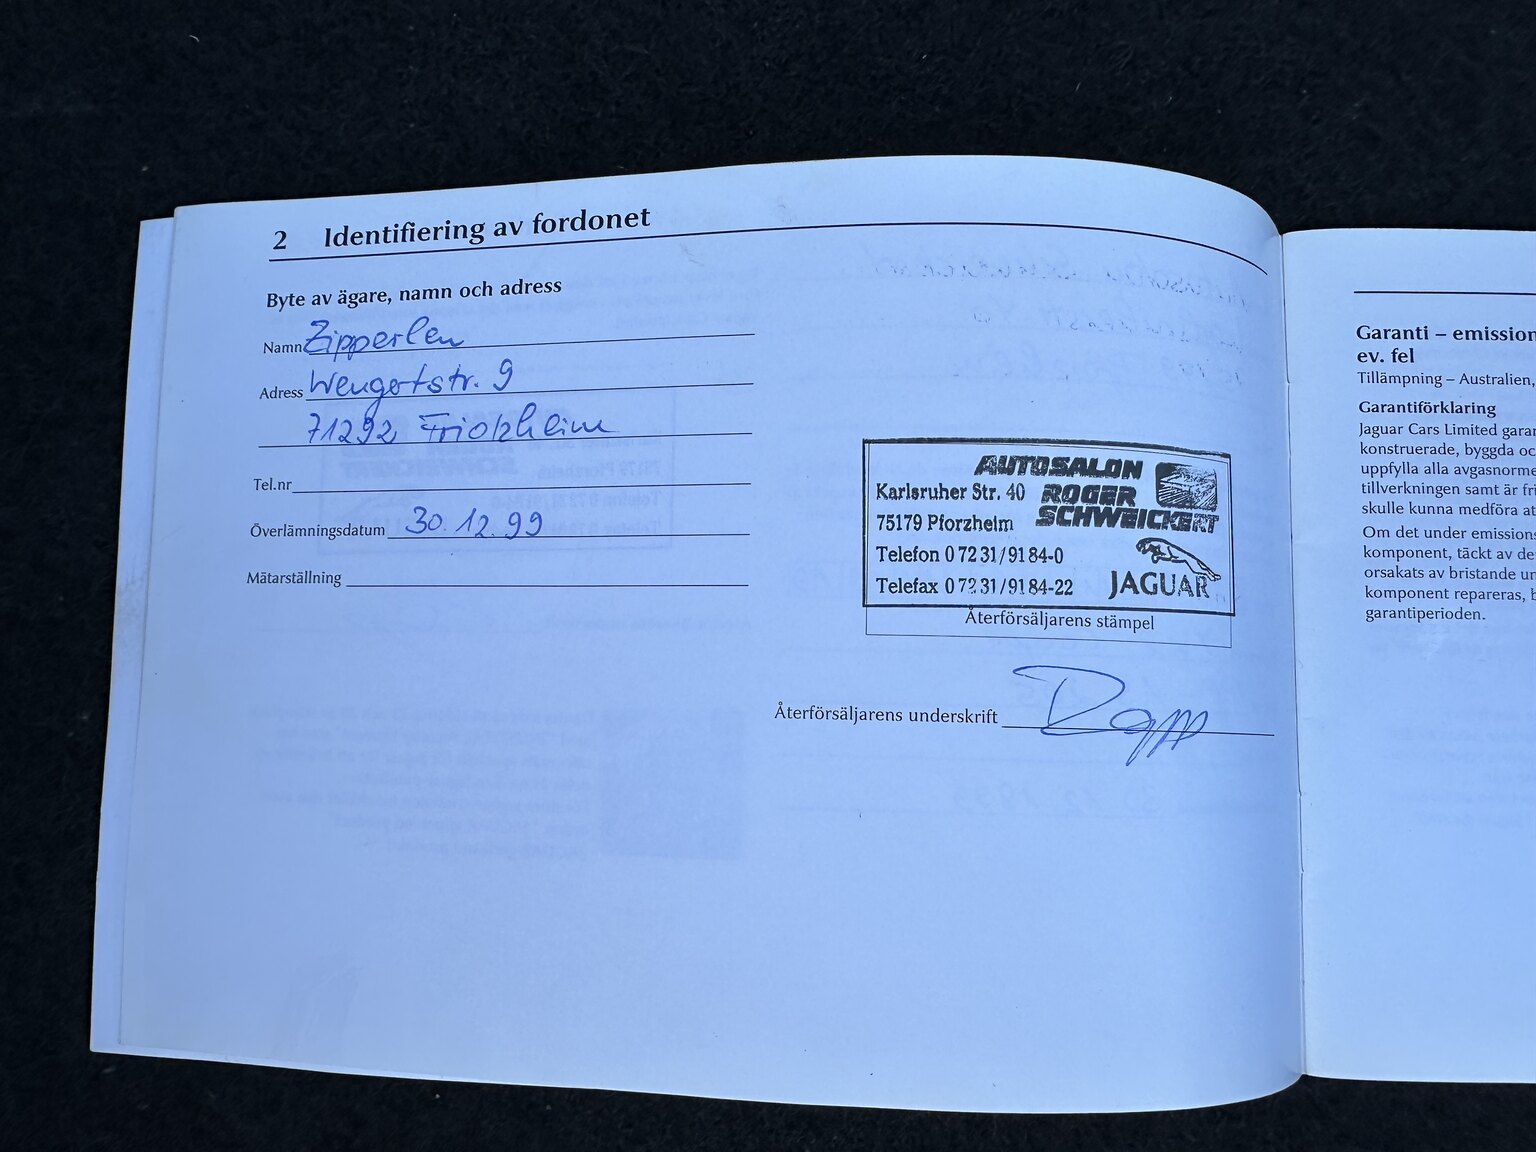 2 Identifiering av fordonet
Byte av ägare, namn och adress
Namn Zipperlen
Adress Wengertstr. 9
71292 Friolzheim
Tel.nr
Överlämningsdatum 30.12.99
Mätarställning
AUTOSALON
Karlsruher Str. 40 ROGER
75179 Pforzheim SCHWEICKERT
Telefon 0 72 31/91 84-0
Telefax 0 72 31/91 84-22 JAGUAR
Återförsäljarens stämpel
Återförsäljarens underskrift
Garanti – emission
ev. fel
Tillämpning – Australien,
Garantiförklaring
Jaguar Cars Limited garan
konstruerade, byggda oc
uppfylla alla avgasnorme
tillverkningen samt är fri
skulle kunna medföra at
Om det under emissions
komponent, täckt av de
orsakats av bristande
komponent repareras,
garantiperioden.